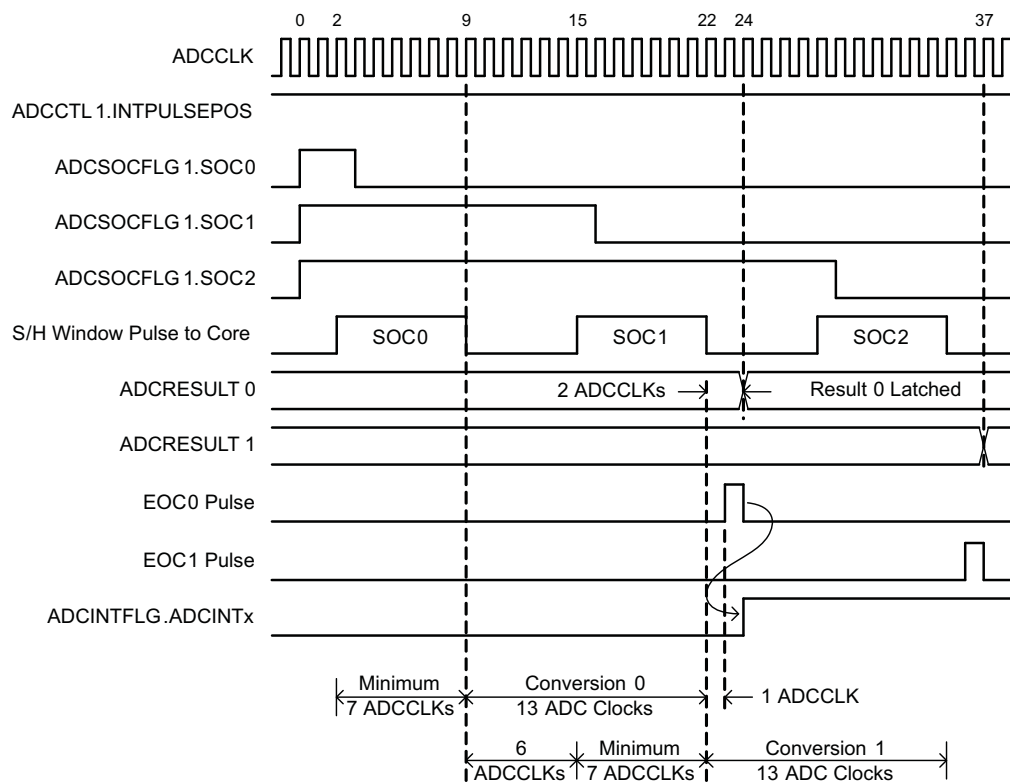 0 2 9 15 22 24 37
ADCCLK
ADCCTL 1.INTPULSEPOS
ADCSOCFLG 1.SOC0
ADCSOCFLG 1.SOC1
ADCSOCFLG 1.SOC2
S/H Window Pulse to Core SOC0 SOC1 SOC2
ADCRESULT 0 2 ADCCLKs Result 0 Latched
ADCRESULT 1
EOC0 Pulse
EOC1 Pulse
ADCINTFLG.ADCINTx
Minimum
7 ADCCLKs
Conversion 0
13 ADC Clocks
1 ADCCLK
6
ADCCLKs
Minimum
7 ADCCLKs
Conversion 1
13 ADC Clocks